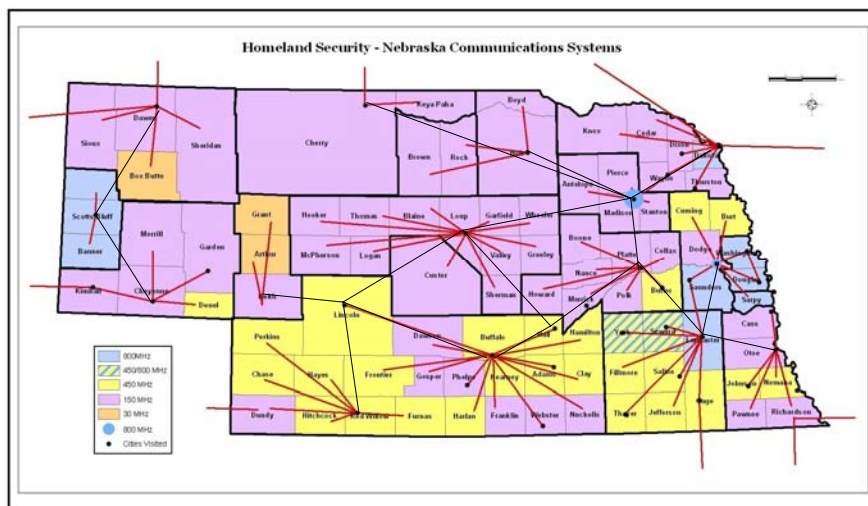 Homeland Security - Nebraska Communications Systems
Sioux
Dawes
Sheridan
Box Butte
Scotts Bluff
Banner
Morrill
Garden
Kimball
Cheyenne
Deuel
Cherry
Keya Paha
Boyd
Brown
Rock
Grant
Arthur
Keith
Hooker
Thomas
Blaine
Loup
Garfield
Wheeler
McPherson
Logan
Custer
Valley
Greeley
Sherman
Howard
Knox
Cedar
Dixon
Dakota
Pierce
Wayne
Thurston
Antelope
Madison
Stanton
Cuming
Burt
Boone
Platte
Colfax
Dodge
Washington
Nance
Merrick
Polk
Butler
Saunders
Sarpy
Lincoln
Perkins
Chase
Hayes
Frontier
Dundy
Hitchcock
Red Willow
Furnas
Dawson
Gosper
Phelps
Buffalo
Kearney
Hall
Hamilton
Adams
Clay
Harlan
Franklin
Webster
Nuckolls
York
Seward
Lancaster
Fillmore
Saline
Thayer
Jefferson
Gage
Cass
Otoe
Johnson
Nemaha
Pawnee
Richardson
800MHz
450/800 MHz
450 MHz
150 MHz
30 MHz
800 MHz
Cities Visited